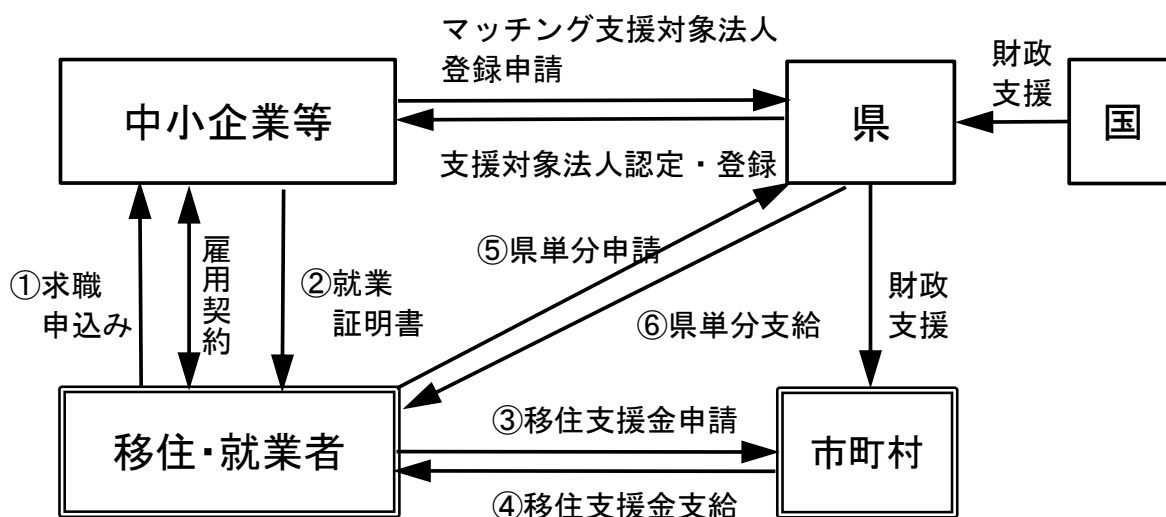 マッチング支援対象法人
登録申請
財政
支援
中小企業等
県
国
支援対象法人認定・登録
①求職
申込み
雇用契約
②就業
証明書
⑤県単分申請
⑥県単分支給
財政
支援
移住・就業者
③移住支援金申請
市町村
④移住支援金支給